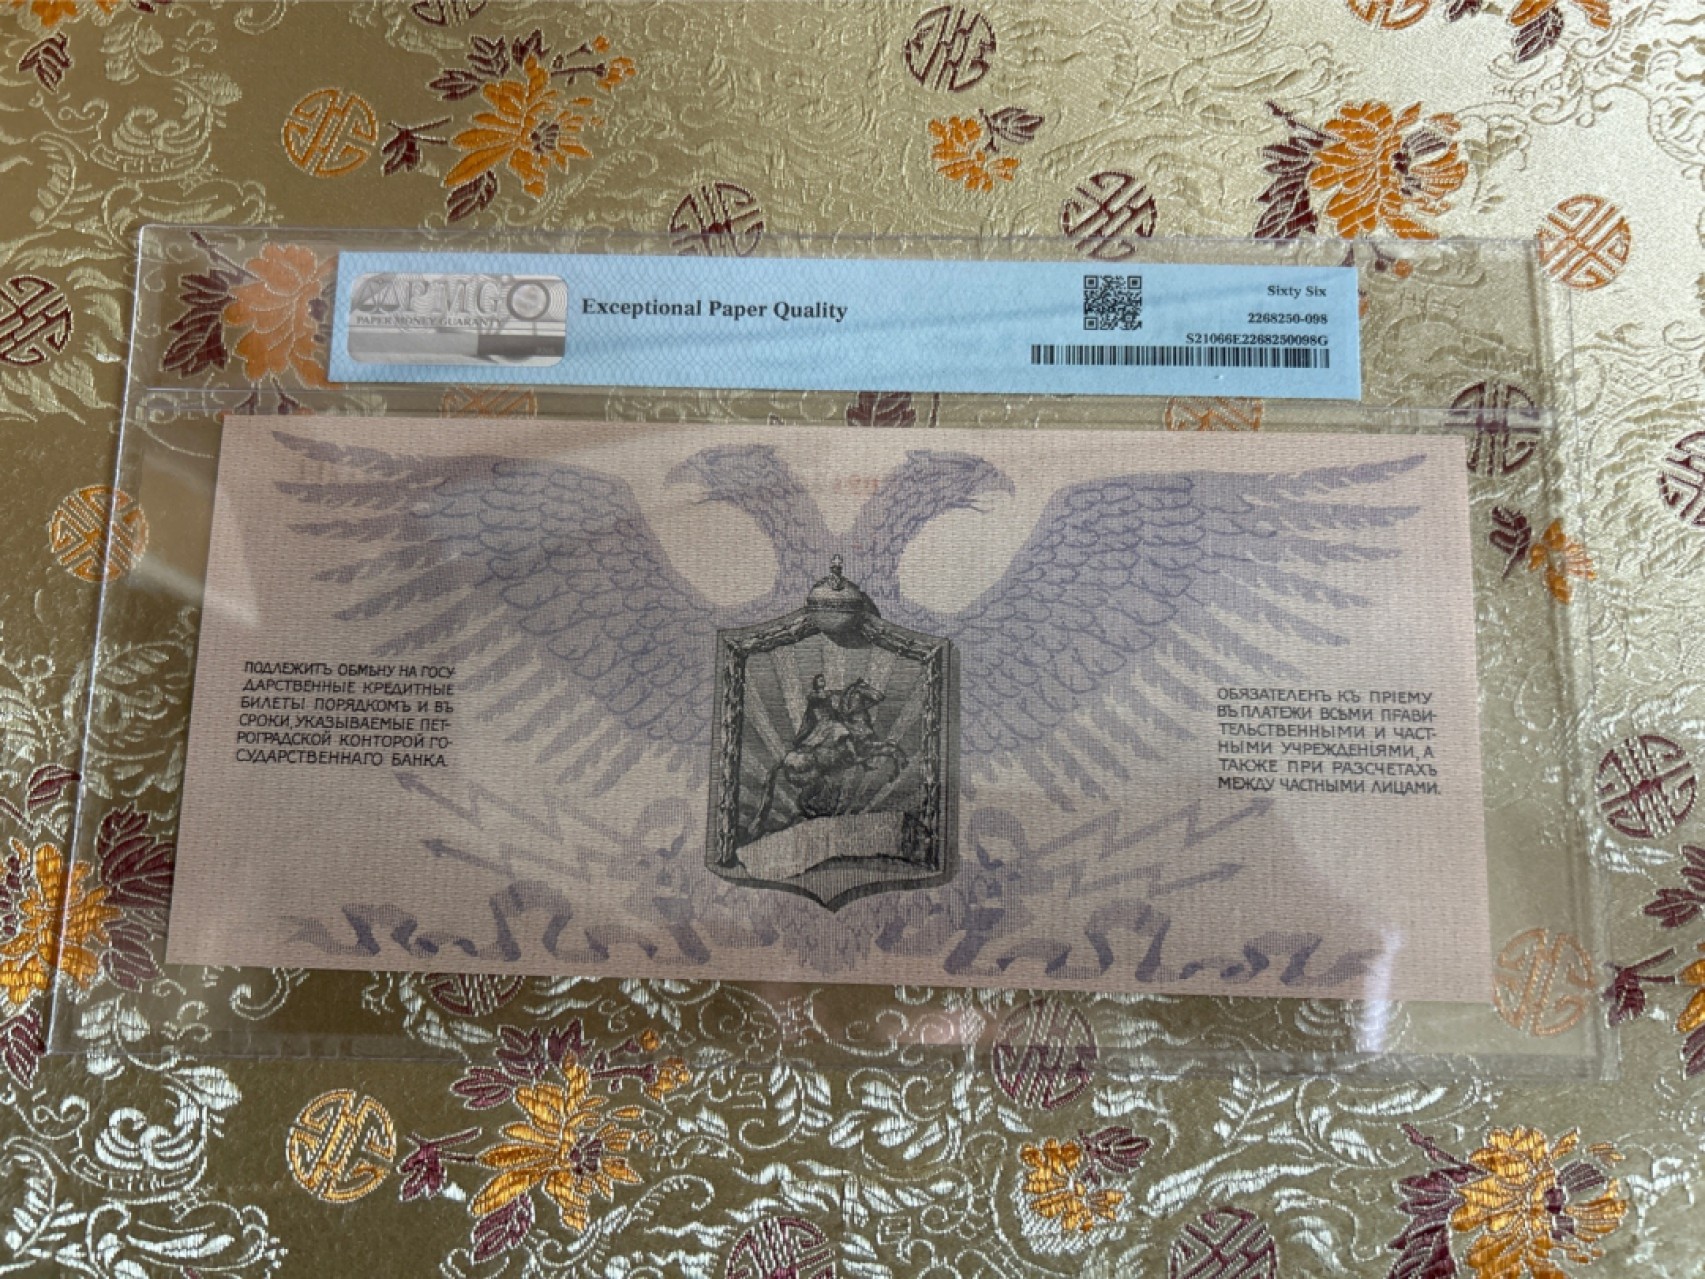 PMG
PAPER MONEY GUARANTY
Exceptional Paper Quality
Sixty Six
2268250-098
S21066E2268250098G
ПОДЛЕЖИТЪ ОБМѢНУ НА ГОСУ-
ДАРСТВЕННЫЕ КРЕДИТНЫЕ
БИЛЕТЫ ПОРЯДКОМЪ И ВЪ
СРОКИ, УКАЗЫВАЕМЫЕ ПЕТ-
РОГРАДСКОЙ КОНТОРОЙ ГО-
СУДАРСТВЕННАГО БАНКА.
ОБЯЗАТЕЛЕНЪ КЪ ПРІЕМУ
ВЪ ПЛАТЕЖИ ВСѢМИ ПРАВИ-
ТЕЛЬСТВЕННЫМИ И ЧАСТ-
НЫМИ УЧРЕЖДЕНІЯМИ, А
ТАКЖЕ ПРИ РАЗСЧЕТАХЪ
МЕЖДУ ЧАСТНЫМИ ЛИЦАМИ.